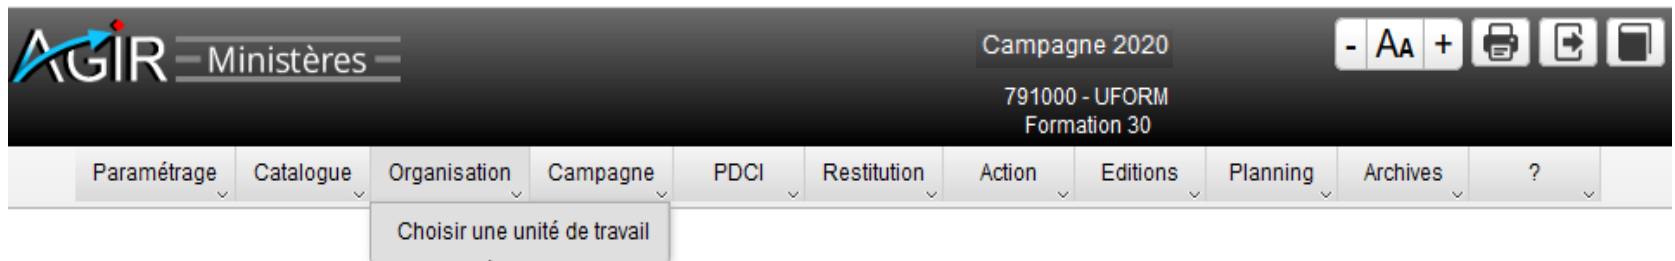 AGIR Ministères
Campagne 2020
- AA +
791000 - UFORM
Formation 30
Paramétrage Catalogue Organisation Campagne PDCI Restitution Action Editions Planning Archives ?
Choisir une unité de travail